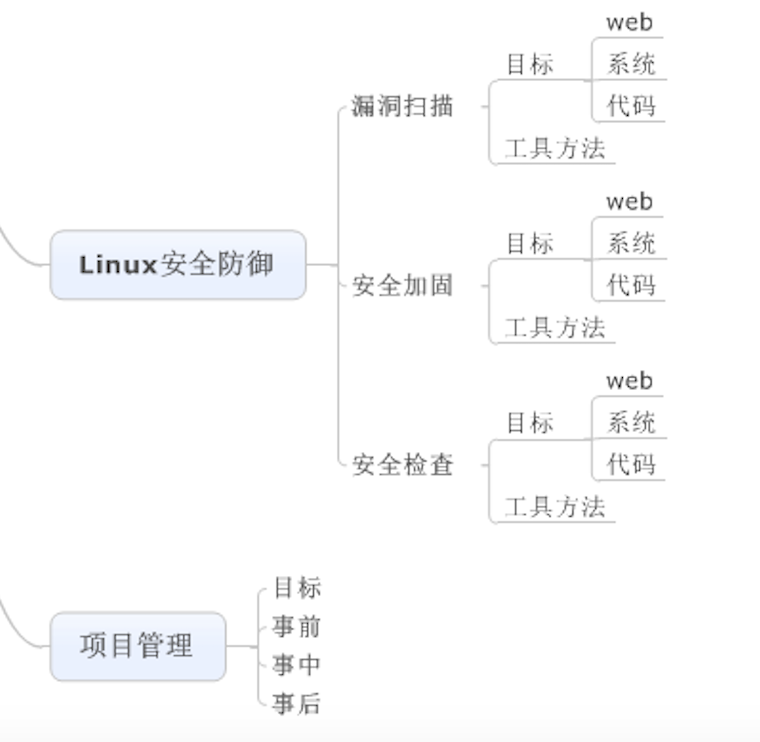 Linux安全防御
漏洞扫描
目标
web
系统
代码
工具方法
安全加固
目标
web
系统
代码
工具方法
安全检查
目标
web
系统
代码
工具方法
项目管理
目标
事前
事中
事后